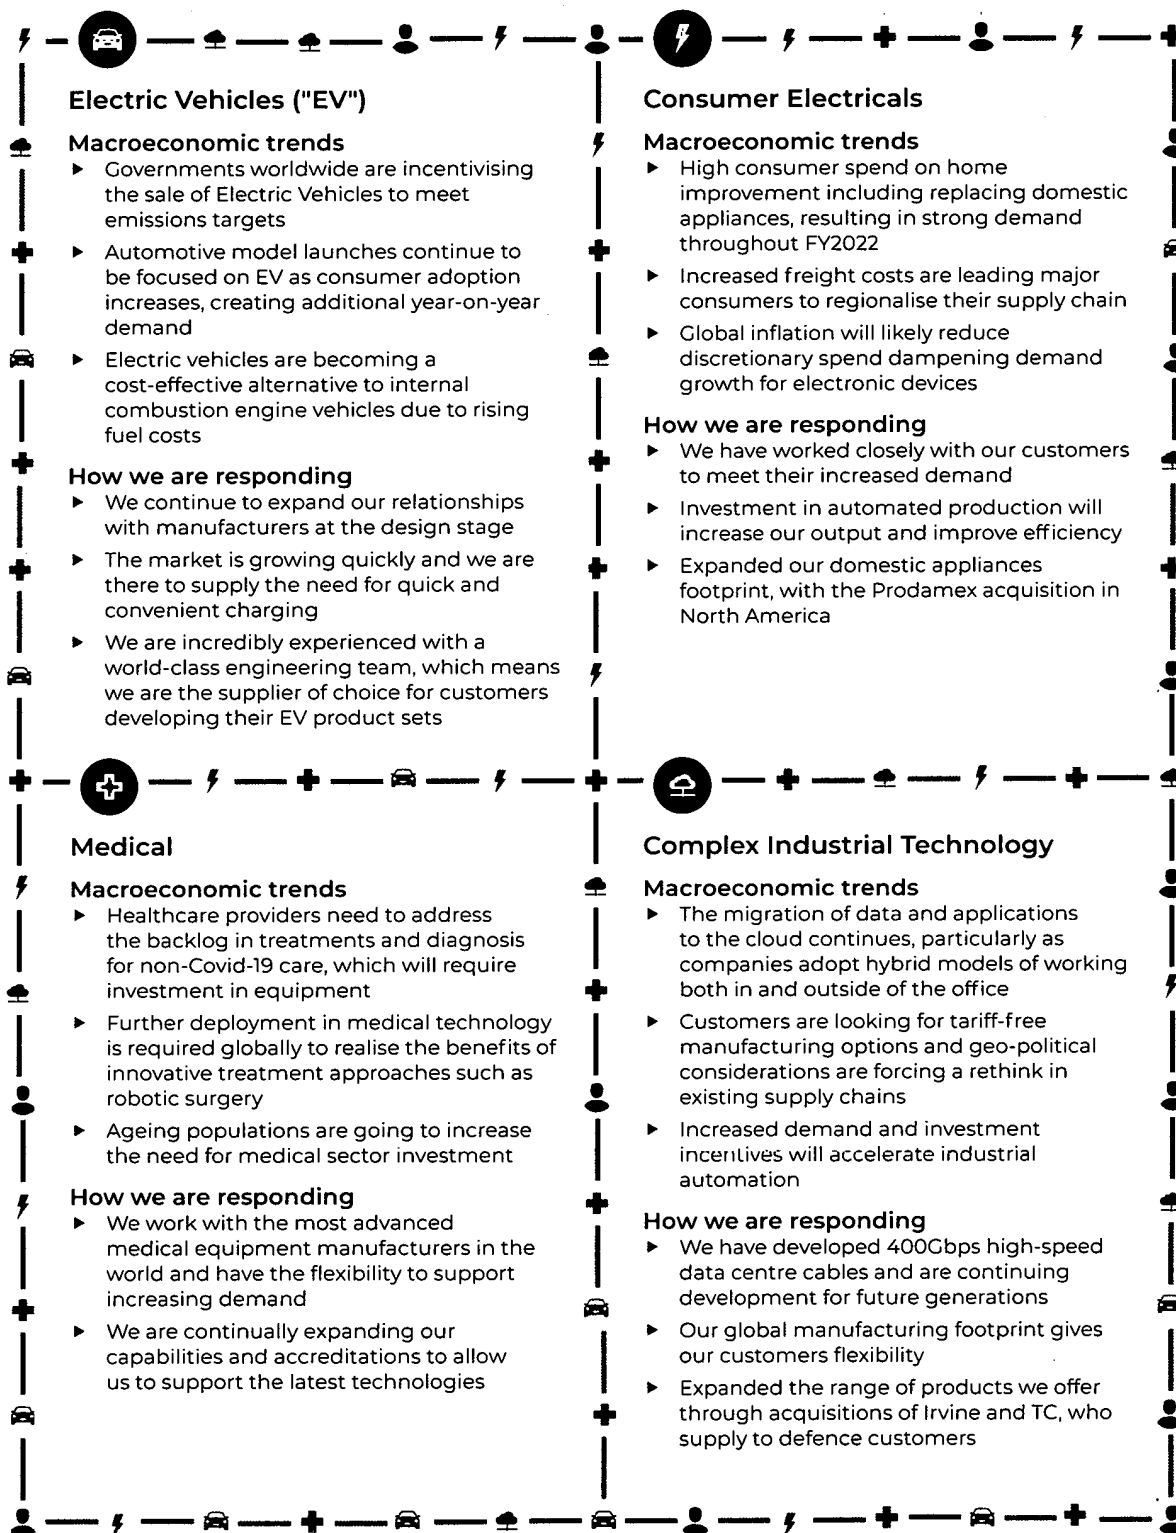 Electric Vehicles ("EV")
Macroeconomic trends
▶ Governments worldwide are incentivising
the sale of Electric Vehicles to meet
emissions targets
▶ Automotive model launches continue to
be focused on EV as consumer adoption
increases, creating additional year-on-year
demand
▶ Electric vehicles are becoming a
cost-effective alternative to internal
combustion engine vehicles due to rising
fuel costs
How we are responding
▶ We continue to expand our relationships
with manufacturers at the design stage
▶ The market is growing quickly and we are
there to supply the need for quick and
convenient charging
▶ We are incredibly experienced with a
world-class engineering team, which means
we are the supplier of choice for customers
developing their EV product sets
Consumer Electricals
Macroeconomic trends
▶ High consumer spend on home
improvement including replacing domestic
appliances, resulting in strong demand
throughout FY2022
▶ Increased freight costs are leading major
consumers to regionalise their supply chain
▶ Global inflation will likely reduce
discretionary spend dampening demand
growth for electronic devices
How we are responding
▶ We have worked closely with our customers
to meet their increased demand
▶ Investment in automated production will
increase our output and improve efficiency
▶ Expanded our domestic appliances
footprint, with the Prodamex acquisition in
North America
Medical
Macroeconomic trends
▶ Healthcare providers need to address
the backlog in treatments and diagnosis
for non-Covid-19 care, which will require
investment in equipment
▶ Further deployment in medical technology
is required globally to realise the benefits of
innovative treatment approaches such as
robotic surgery
▶ Ageing populations are going to increase
the need for medical sector investment
How we are responding
▶ We work with the most advanced
medical equipment manufacturers in the
world and have the flexibility to support
increasing demand
▶ We are continually expanding our
capabilities and accreditations to allow
us to support the latest technologies
Complex Industrial Technology
Macroeconomic trends
▶ The migration of data and applications
to the cloud continues, particularly as
companies adopt hybrid models of working
both in and outside of the office
▶ Customers are looking for tariff-free
manufacturing options and geo-political
considerations are forcing a rethink in
existing supply chains
▶ Increased demand and investment
incentives will accelerate industrial
automation
How we are responding
▶ We have developed 400Gbps high-speed
data centre cables and are continuing
development for future generations
▶ Our global manufacturing footprint gives
our customers flexibility
▶ Expanded the range of products we offer
through acquisitions of Irvine and TC, who
supply to defence customers